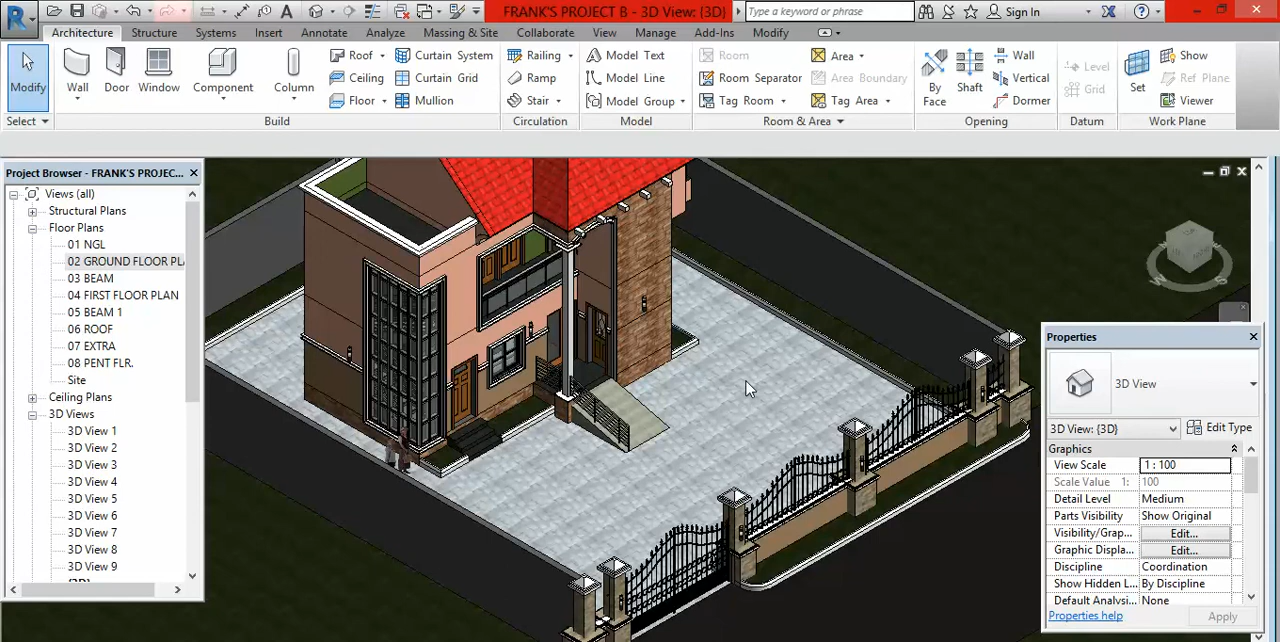 FRANK'S PROJECT B - 3D View: {3D}
Type a keyword or phrase
Sign In
Architecture Structure Systems Insert Annotate Analyze Massing & Site Collaborate View Manage Add-Ins Modify
Modify
Wall
Door
Window
Component
Column
Roof
Ceiling
Floor
Curtain System
Curtain Grid
Mullion
Railing
Ramp
Stair
Model Text
Model Line
Model Group
Room
Room Separator
Tag Room
Area
Area Boundary
Tag Area
By Face
Shaft
Wall
Vertical
Dormer
Level
Grid
Set
Show
Ref Plane
Viewer
Select Build Circulation Model Room & Area Opening Datum Work Plane
Project Browser - FRANK'S PROJEC...
Views (all)
Structural Plans
Floor Plans
01 NGL
02 GROUND FLOOR PL
03 BEAM
04 FIRST FLOOR PLAN
05 BEAM 1
06 ROOF
07 EXTRA
08 PENT FLR.
Site
Ceiling Plans
3D Views
3D View 1
3D View 2
3D View 3
3D View 4
3D View 5
3D View 6
3D View 7
3D View 8
3D View 9
Properties
3D View
3D View: {3D}
Edit Type
Graphics
View Scale 1 : 100
Scale Value 1: 100
Detail Level Medium
Parts Visibility Show Original
Visibility/Grap... Edit...
Graphic Displa... Edit...
Discipline Coordination
Show Hidden L... By Discipline
Default Analysi... None
Properties help
Apply